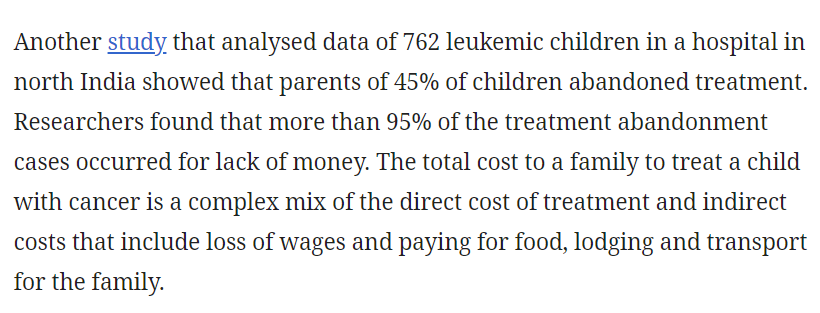 Another study that analysed data of 762 leukemic children in a hospital in
north India showed that parents of 45% of children abandoned treatment.
Researchers found that more than 95% of the treatment abandonment
cases occurred for lack of money. The total cost to a family to treat a child
with cancer is a complex mix of the direct cost of treatment and indirect
costs that include loss of wages and paying for food, lodging and transport
for the family.